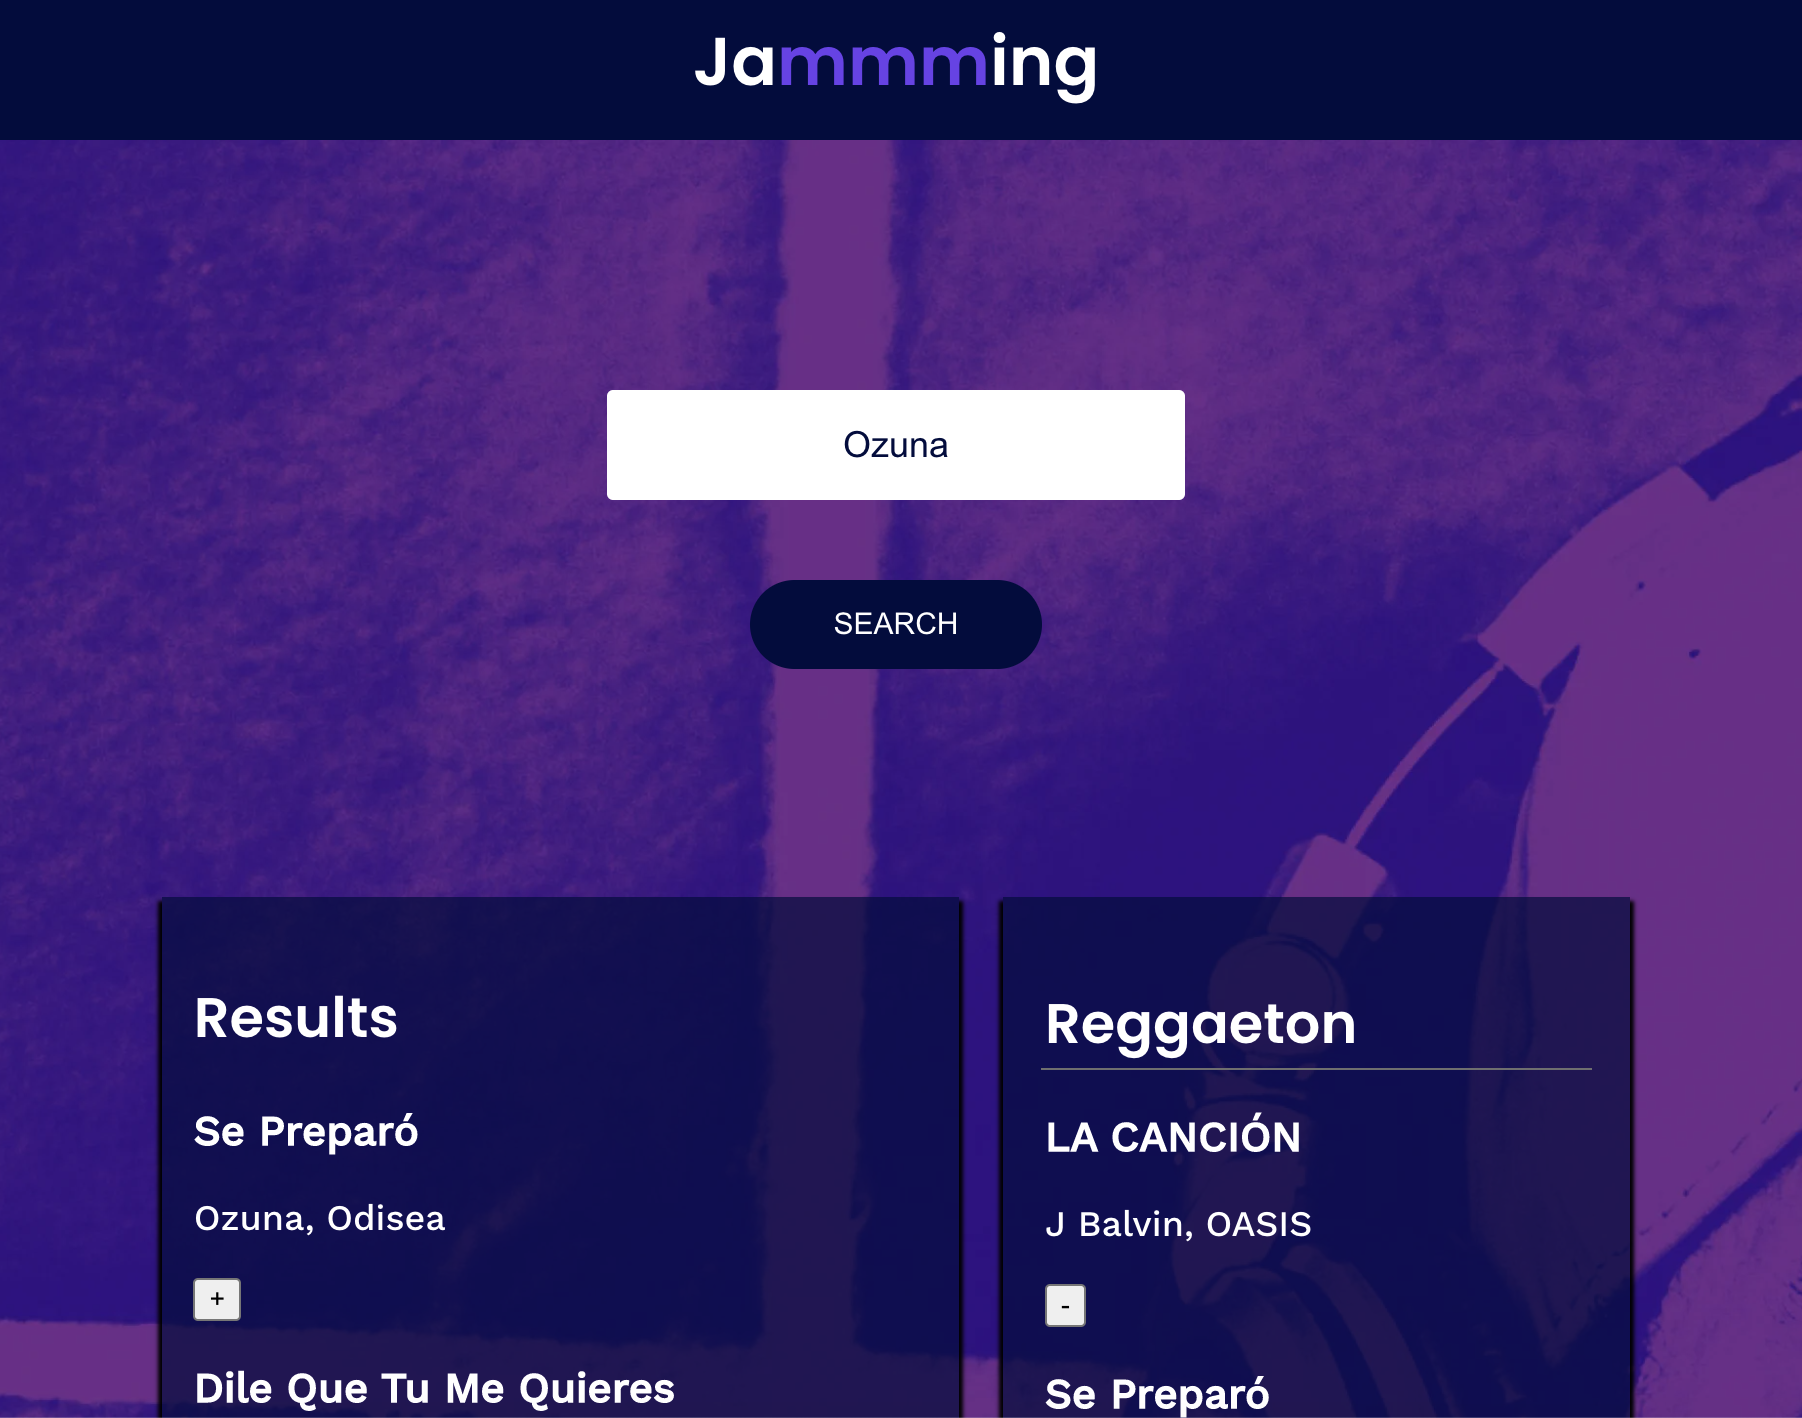 Jammming
Ozuna
SEARCH
Results
Se Preparó
Ozuna, Odisea
+
Dile Que Tu Me Quieres
Reggaeton
LA CANCIÓN
J Balvin, OASIS
-
Se Preparó